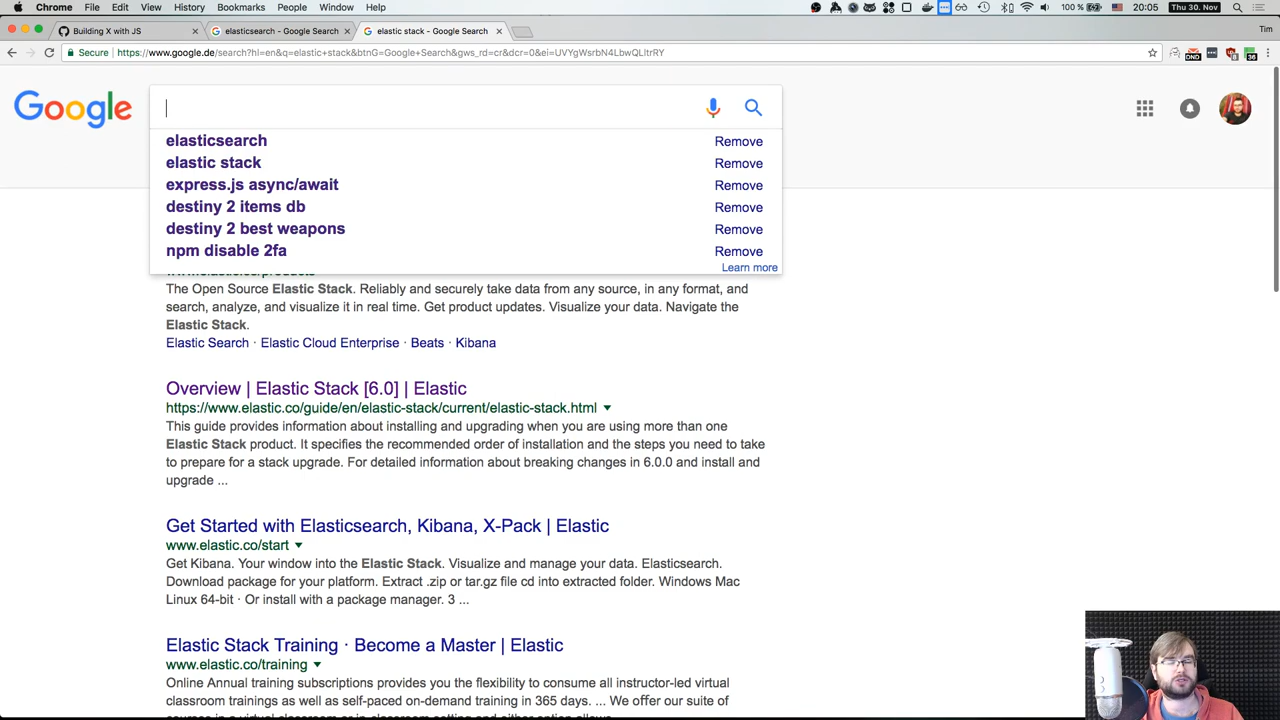 Chrome File Edit View History Bookmarks People Window Help
100 % Thu 30. Nov 20:05
Building X with JS × elasticsearch - Google Search × elastic stack - Google Search × Tim
Secure https://www.google.de/search?hl=en&q=elastic+stack&btnG=Google+Search&gws_rd=cr&dcr=0&ei=UVYgWsrbN4LbwQLItrRY
Google
elasticsearch Remove
elastic stack Remove
express.js async/await Remove
destiny 2 items db Remove
destiny 2 best weapons Remove
npm disable 2fa Remove
Learn more
The Open Source Elastic Stack. Reliably and securely take data from any source, in any format, and
search, analyze, and visualize it in real time. Get product updates. Visualize your data. Navigate the
Elastic Stack.
Elastic Search · Elastic Cloud Enterprise · Beats · Kibana
Overview | Elastic Stack [6.0] | Elastic
https://www.elastic.co/guide/en/elastic-stack/current/elastic-stack.html
This guide provides information about installing and upgrading when you are using more than one
Elastic Stack product. It specifies the recommended order of installation and the steps you need to take
to prepare for a stack upgrade. For detailed information about breaking changes in 6.0.0 and install and
upgrade ...
Get Started with Elasticsearch, Kibana, X-Pack | Elastic
www.elastic.co/start
Get Kibana. Your window into the Elastic Stack. Visualize and manage your data. Elasticsearch.
Download package for your platform. Extract .zip or tar.gz file cd into extracted folder. Windows Mac
Linux 64-bit · Or install with a package manager. 3 ...
Elastic Stack Training · Become a Master | Elastic
www.elastic.co/training
Online Annual training subscriptions provides you the flexibility to consume all instructor-led virtual
classroom trainings as well as self-paced on-demand training in 365 days. ... We offer our suite of